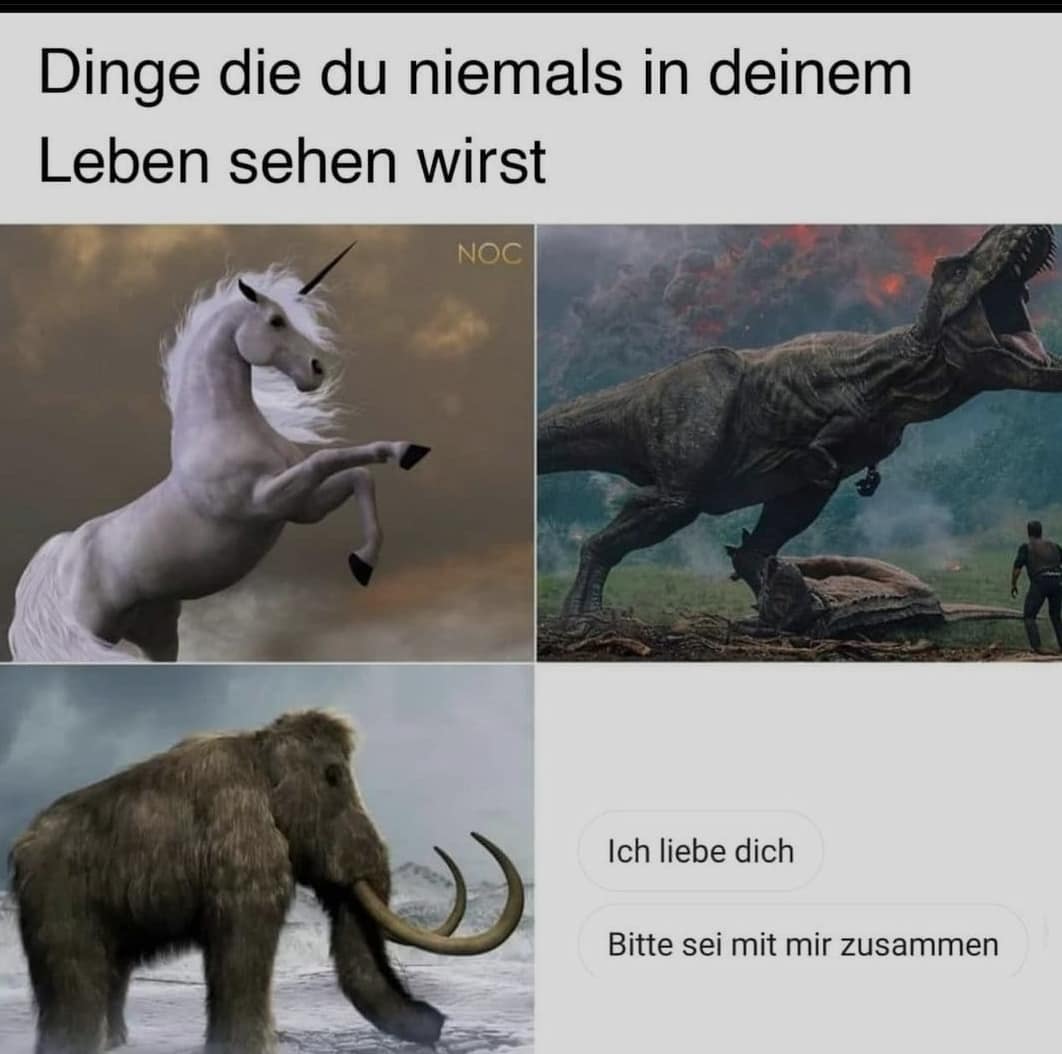 Dinge die du niemals in deinem
Leben sehen wirst
NOC
Ich liebe dich
Bitte sei mit mir zusammen